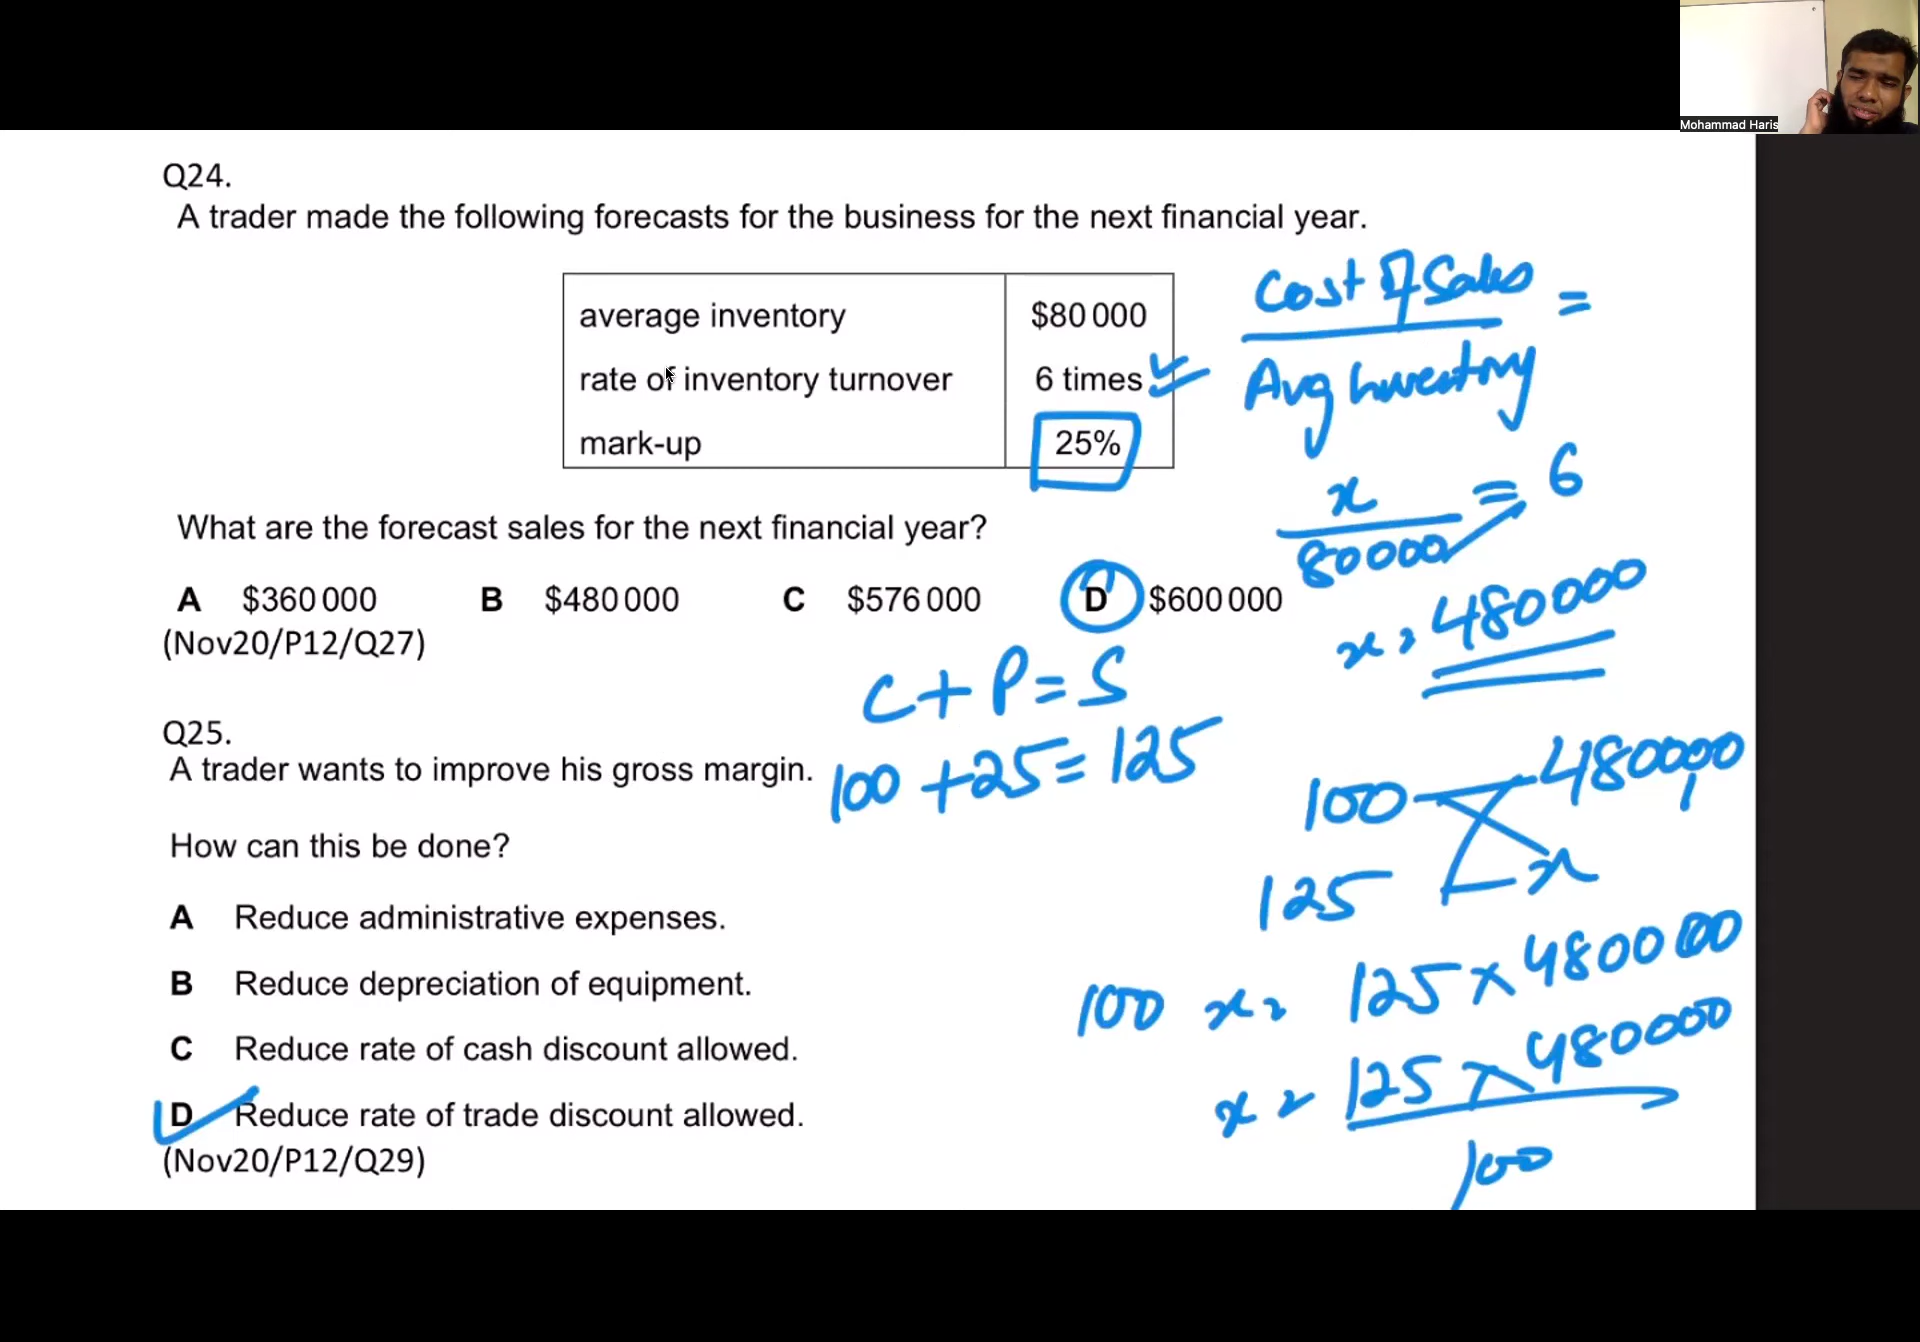 Mohammad Haris
Q24.
A trader made the following forecasts for the business for the next financial year.
average inventory $80 000
rate of inventory turnover 6 times
mark-up 25%
Cost of Sales =
Avg Inventory
x = 6
80000
x = 480000
What are the forecast sales for the next financial year?
A $360 000 B $480 000 C $576 000 D $600 000
(Nov20/P12/Q27)
C + P = S
100 + 25 = 125
100 480000
125 x
100 x = 125 x 480000
x = 125 x 480000
100
Q25.
A trader wants to improve his gross margin.
How can this be done?
A Reduce administrative expenses.
B Reduce depreciation of equipment.
C Reduce rate of cash discount allowed.
D Reduce rate of trade discount allowed.
(Nov20/P12/Q29)